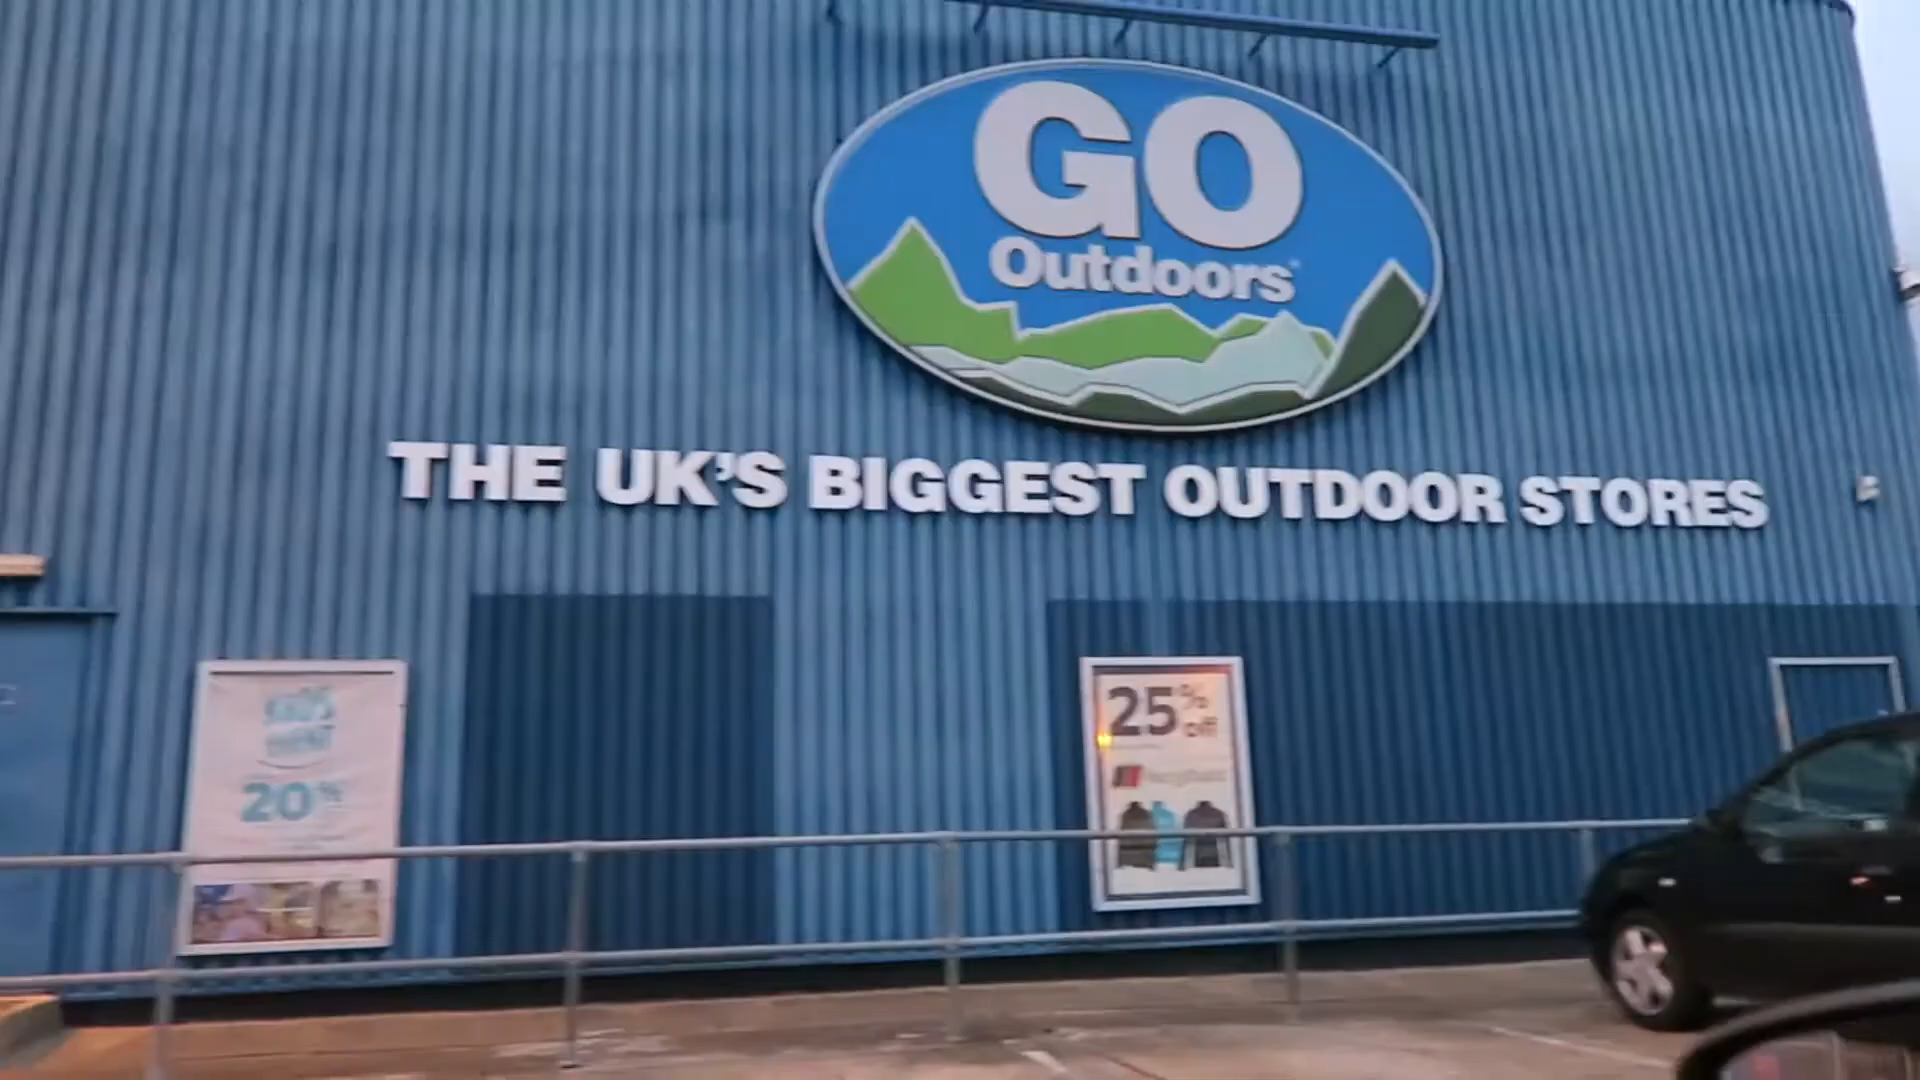 GO
Outdoors
THE UK'S BIGGEST OUTDOOR STORES
20%
25%
off